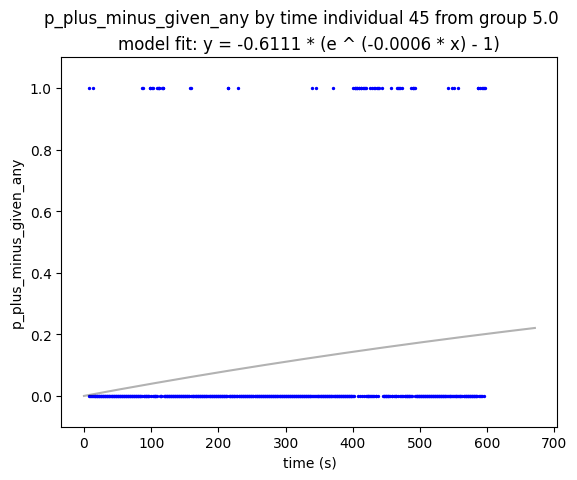 p_plus_minus_given_any by time individual 45 from group 5.0
model fit: y = -0.6111 * (e ^ (-0.0006 * x) - 1)
1.0
0.8
0.6
0.4
0.2
0.0
p_plus_minus_given_any
0 100 200 300 400 500 600 700
time (s)